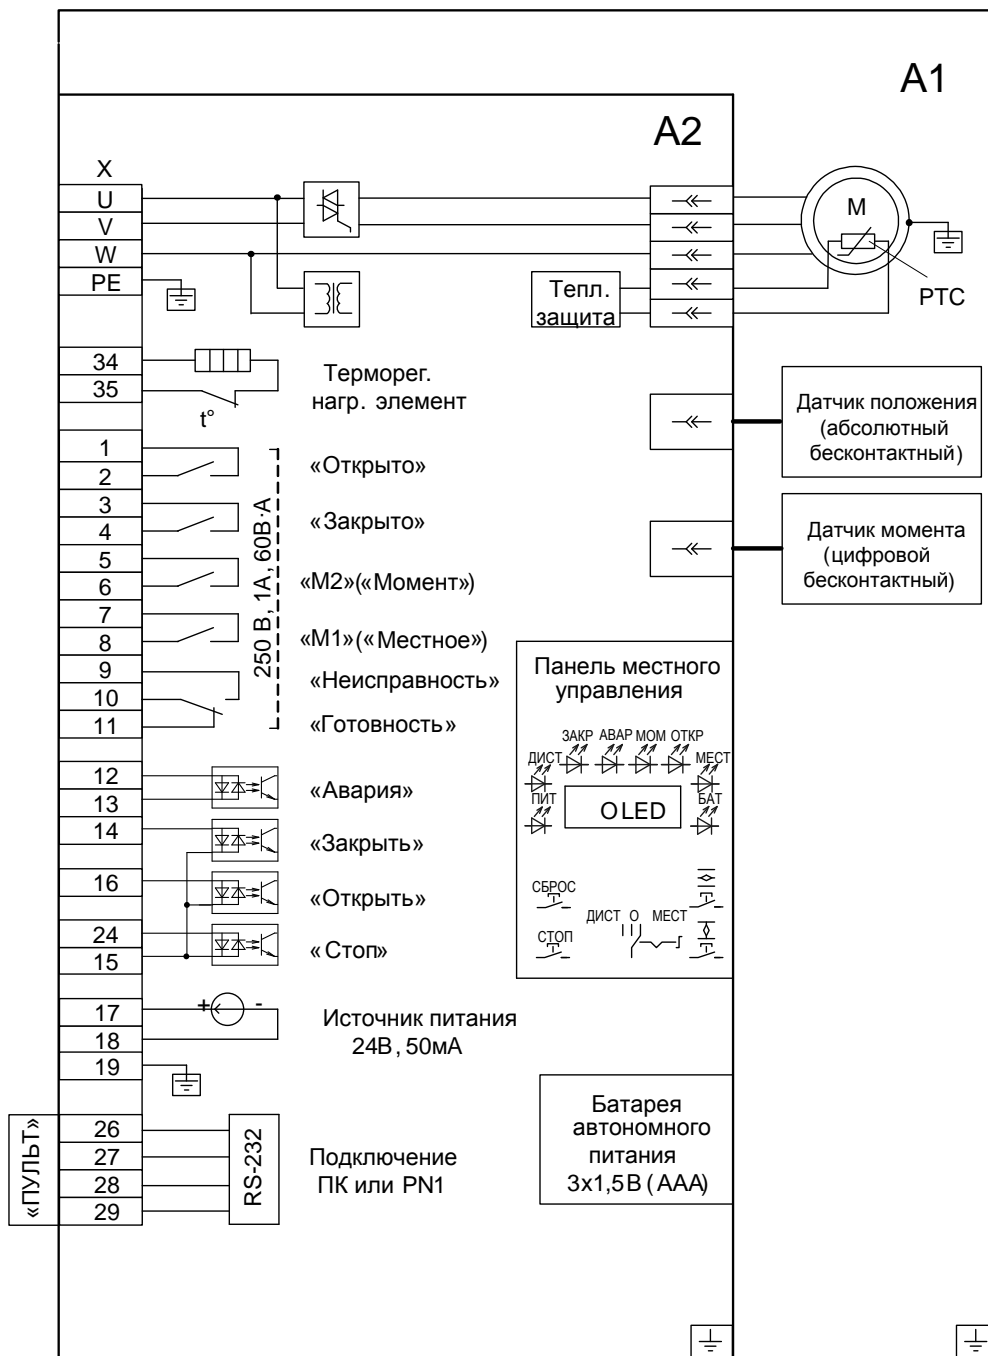 A1
A2
X
U
V
W
PE
M
PTC
Тепл.
защита
34
35
t°
Терморег.
нагр. элемент
Датчик положения
(абсолютный
бесконтактный)
1
2
3
4
5
6
7
8
9
10
11
250 В, 1А, 60В·А
«Открыто»
«Закрыто»
«М2»(«Момент»)
«М1»(«Местное»)
«Неисправность»
«Готовность»
Датчик момента
(цифровой
бесконтактный)
Панель местного
управления
ЗАКР АВАР МОМ ОТКР
ДИСТ МЕСТ
ПИТ БАТ
OLED
СБРОС
ДИСТ О МЕСТ
СТОП
12
13
14
16
24
15
«Авария»
«Закрыть»
«Открыть»
«Стоп»
17
18
19
+ -
Источник питания
24В, 50мА
«ПУЛЬТ»
26
27
28
29
RS-232
Подключение
ПК или PN1
Батарея
автономного
питания
3x1,5В (ААА)